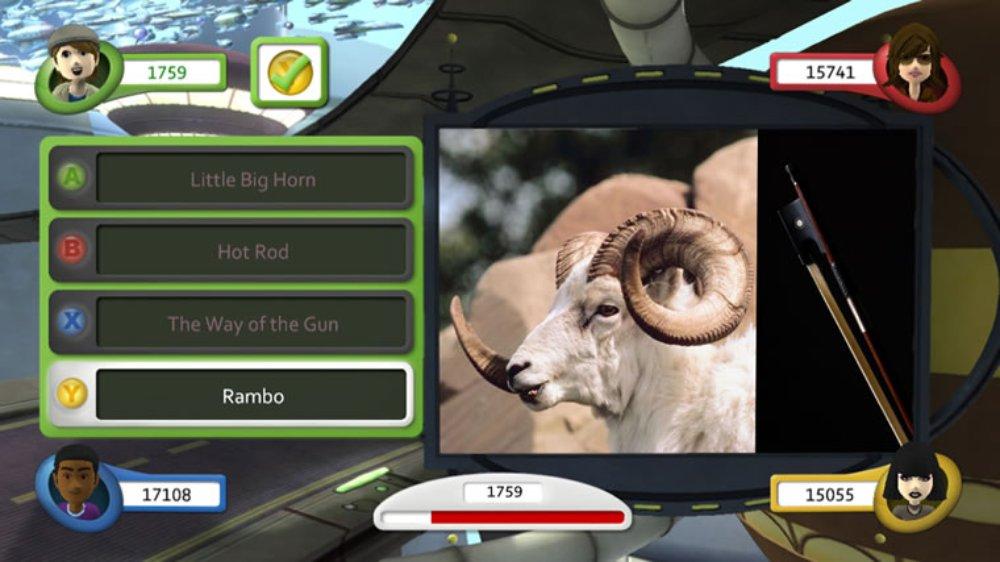 1759
15741
A Little Big Horn
B Hot Rod
X The Way of the Gun
Y Rambo
17108
1759
15055